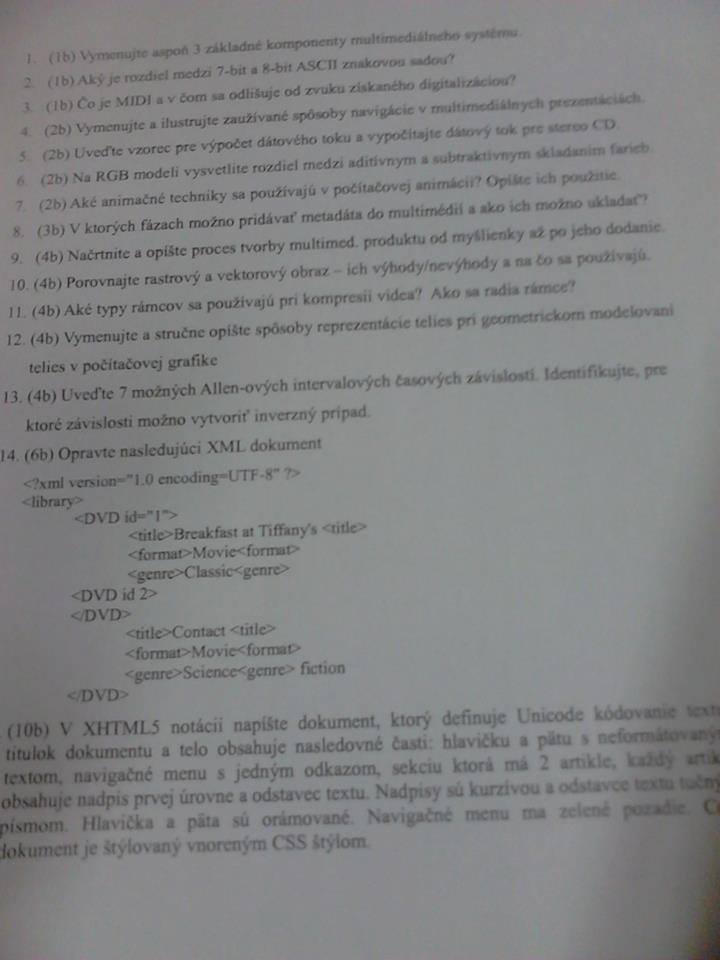 1. (1b) Vymenujte aspoň 3 základné komponenty multimediálneho systému.
2. (1b) Aký je rozdiel medzi 7-bit a 8-bit ASCII znakovou sadou?
3. (1b) Čo je MIDI a v čom sa odlišuje od zvuku získaného digitalizáciou?
4. (2b) Vymenujte a ilustrujte zaužívané spôsoby navigácie v multimediálnych prezentáciách.
5. (2b) Uveďte vzorec pre výpočet dátového toku a vypočítajte dátový tok pre stereo CD.
6. (2b) Na RGB modeli vysvetlite rozdiel medzi aditívnym a subtraktívnym skladaním farieb.
7. (2b) Aké animačné techniky sa používajú v počítačovej animácii? Opíšte ich použitie.
8. (3b) V ktorých fázach možno pridávať metadáta do multimédií a ako ich možno ukladať?
9. (4b) Načrtnite a opíšte proces tvorby multimed. produktu od myšlienky až po jeho dodanie.
10. (4b) Porovnajte rastrový a vektorový obraz – ich výhody/nevýhody a na čo sa používajú.
11. (4b) Aké typy rámcov sa používajú pri kompresii videa? Ako sa radia rámce?
12. (4b) Vymenujte a stručne opíšte spôsoby reprezentácie telies pri geometrickom modelovaní
telies v počítačovej grafike
13. (4b) Uveďte 7 možných Allen-ových intervalových časových závislostí. Identifikujte, pre
ktoré závislosti možno vytvoriť inverzný prípad.
14. (6b) Opravte nasledujúci XML dokument
<?xml version="1.0 encoding=UTF-8" ?>
<library>
<DVD id="1">
<title>Breakfast at Tiffany's <title>
<format>Movie<format>
<genre>Classic<genre>
<DVD id 2>
</DVD>
<title>Contact <title>
<format>Movie<format>
<genre>Science<genre> fiction
</DVD>
(10b) V XHTML5 notácii napíšte dokument, ktorý definuje Unicode kódovanie
titulok dokumentu a telo obsahuje nasledovné časti: hlavičku a pätu s
textom, navigačné menu s jedným odkazom, sekciu ktorá má 2 artikle, každý
obsahuje nadpis prvej úrovne a odstavec textu. Nadpisy sú kurzívou a odstavce textu
písmom. Hlavička a päta sú orámované. Navigačné menu ma zelené pozadie.
dokument je štýlovaný vnoreným CSS štýlom.